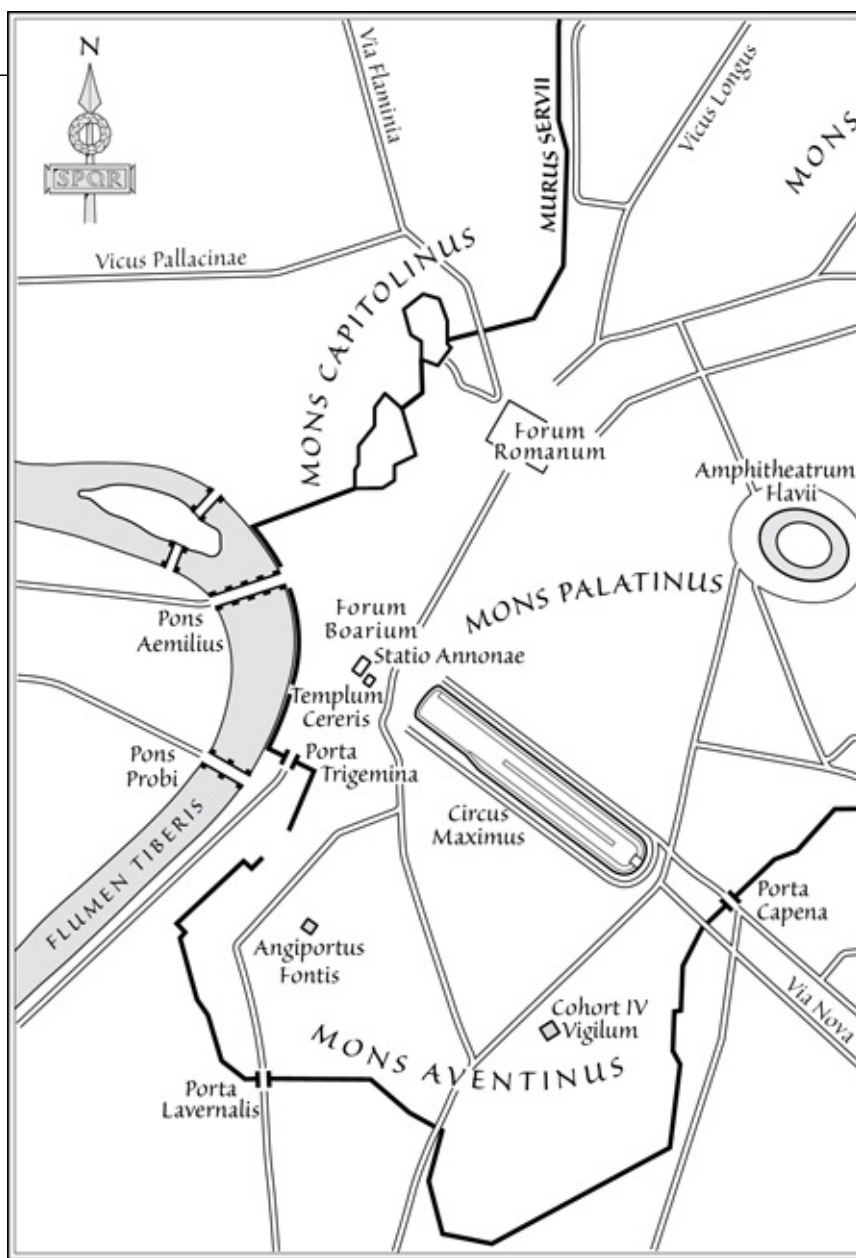 N
SPQR
Via Flaminia
MURUS SERVII
Vicus Longus
MONS
Vicus Pallacinae
MONS CAPITOLINUS
Forum
Romanum
Amphitheatrum
Flavii
MONS PALATINUS
Pons
Aemilius
Forum
Boarium
Statio Annonae
Templum
Cereris
Pons
Probi
Porta
Trigemina
FLUMEN TIBERIS
Circus
Maximus
Porta
Capena
Angiportus
Fontis
Cohort IV
Vigilum
Via Nova
MONS AVENTINUS
Porta
Lavernalis